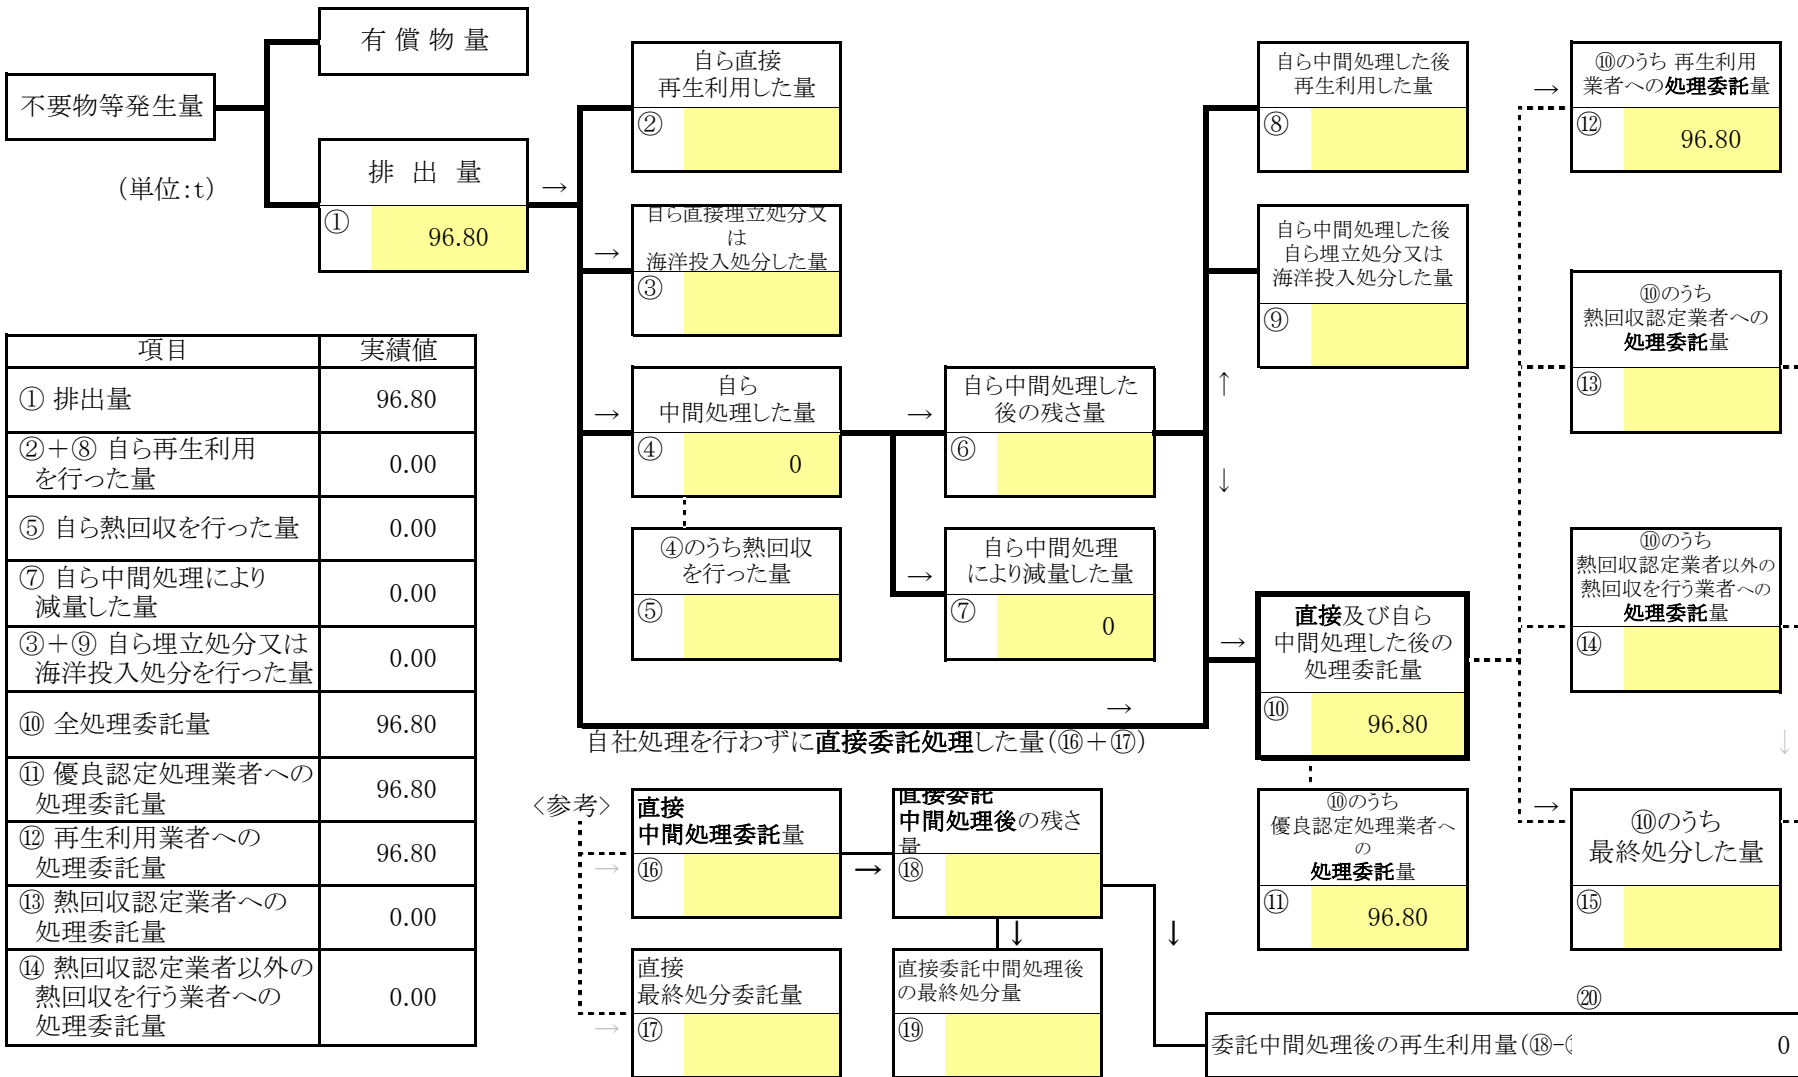 有 償 物 量
不要物等発生量
(単位:t)
排 出 量
①
96.80
→
自ら直接
再生利用した量
②
→
自ら直接埋立処分又
は
海洋投入処分した量
③
→
自ら
中間処理した量
④
0
④のうち熱回収
を行った量
⑤
→
自ら中間処理した
後の残さ量
⑥
→
自ら中間処理
により減量した量
⑦
0
↑
↓
自ら中間処理した後
再生利用した量
⑧
自ら中間処理した後
自ら埋立処分又は
海洋投入処分した量
⑨
→
直接及び自ら
中間処理した後の
処理委託量
⑩
96.80
→
自社処理を行わずに直接委託処理した量(⑯+⑰)
⑩のうち
優良認定処理業者へ
の
処理委託量
⑪
96.80
→
⑩のうち 再生利用
業者への処理委託量
⑫
96.80
⑩のうち
熱回収認定業者への
処理委託量
⑬
⑩のうち
熱回収認定業者以外の
熱回収を行う業者への
処理委託量
⑭
↓
→
⑩のうち
最終処分した量
⑮
項目 実績値
① 排出量 96.80
②+⑧ 自ら再生利用
を行った量 0.00
⑤ 自ら熱回収を行った量 0.00
⑦ 自ら中間処理により
減量した量 0.00
③+⑨ 自ら埋立処分又は
海洋投入処分を行った量 0.00
⑩ 全処理委託量 96.80
⑪ 優良認定処理業者への
処理委託量 96.80
⑫ 再生利用業者への
処理委託量 96.80
⑬ 熱回収認定業者への
処理委託量 0.00
⑭ 熱回収認定業者以外の
熱回収を行う業者への
処理委託量 0.00
<参考>
→
直接
中間処理委託量
⑯
→
直接委託
中間処理後の残さ
量
⑱
→
直接
最終処分委託量
⑰
↓
直接委託中間処理後
の最終処分量
⑲
↓
⑳
委託中間処理後の再生利用量(⑱-
0